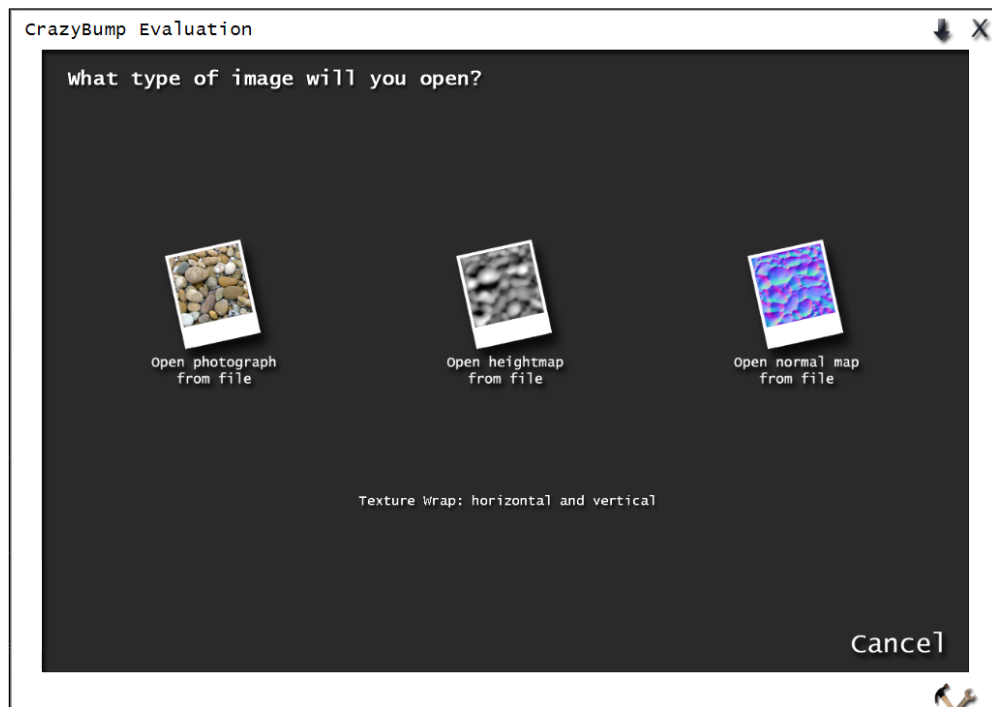 CrazyBump Evaluation
X
What type of image will you open?
Open photograph
from file
Open heightmap
from file
Open normal map
from file
Texture Wrap: horizontal and vertical
Cancel